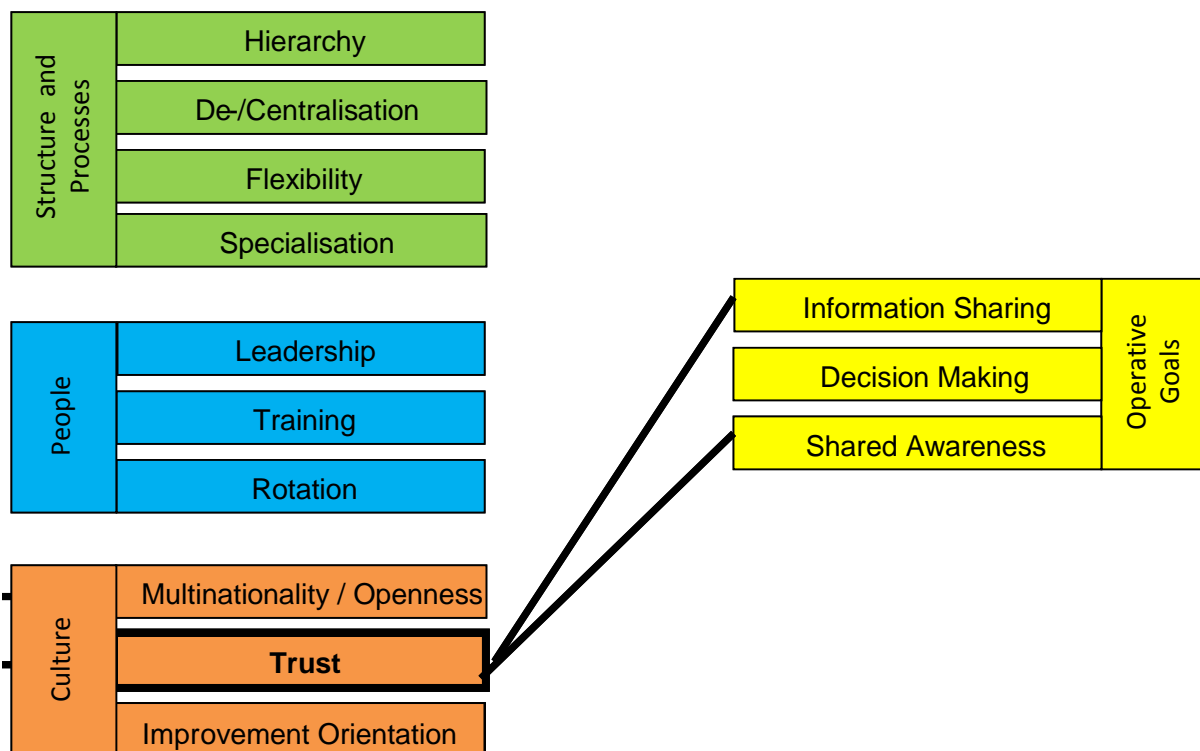 Structure and
Processes
Hierarchy
De-/Centralisation
Flexibility
Specialisation
People
Leadership
Training
Rotation
Culture
Multinationality / Openness
Trust
Improvement Orientation
Information Sharing
Decision Making
Shared Awareness
Operative
Goals